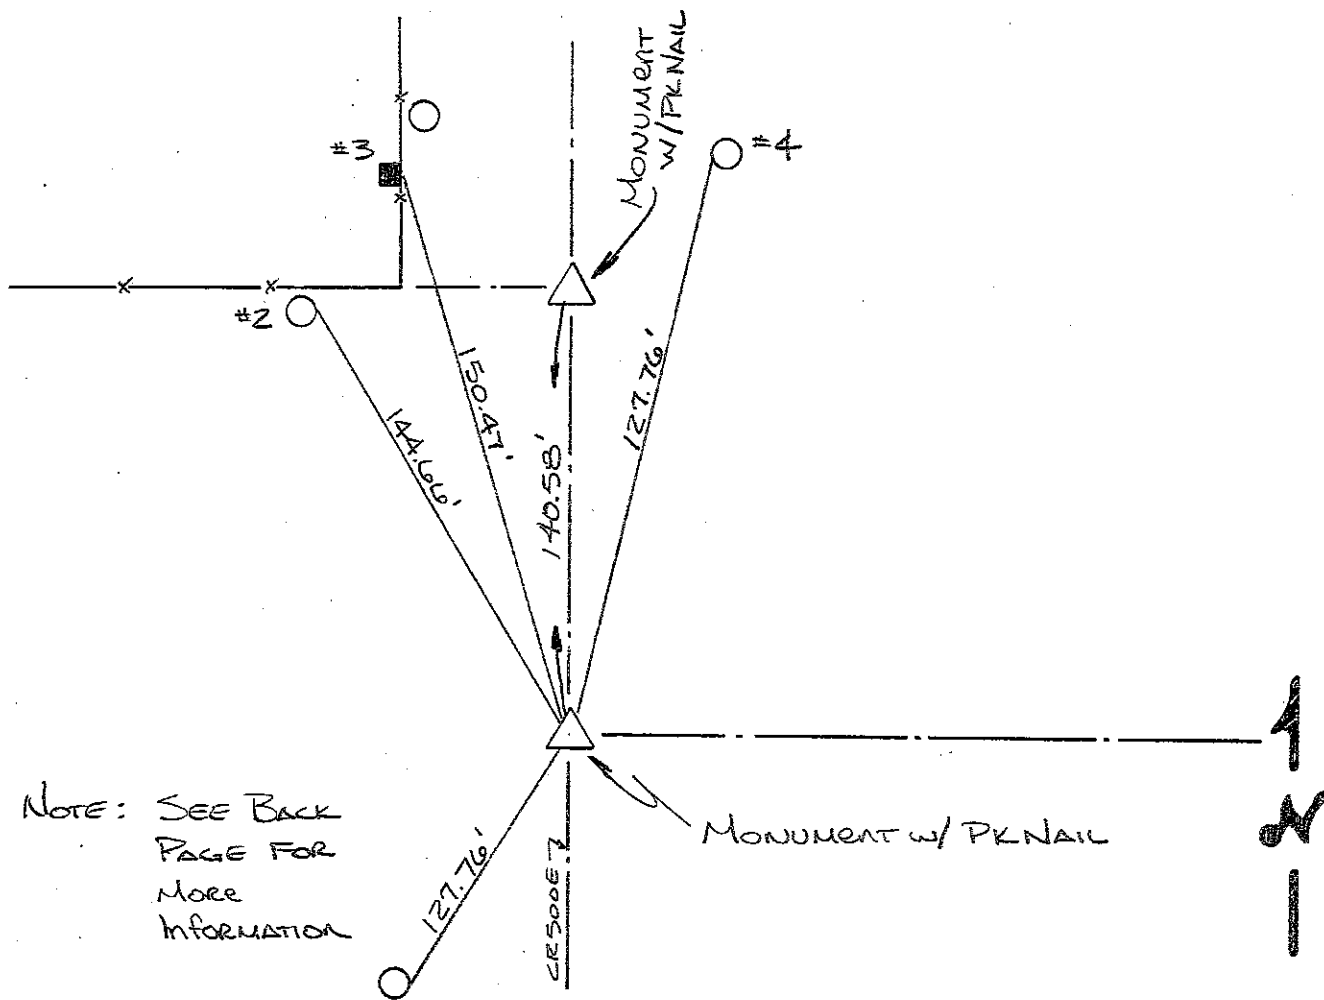 MONUMENT
W/PK NAIL
#3
#4
#2
144.66'
150.47'
140.58'
127.76'
NOTE: SEE BACK
PAGE FOR
MORE
INFORMATION
MONUMENT W/ PK NAIL
127.76'
CR500E
N